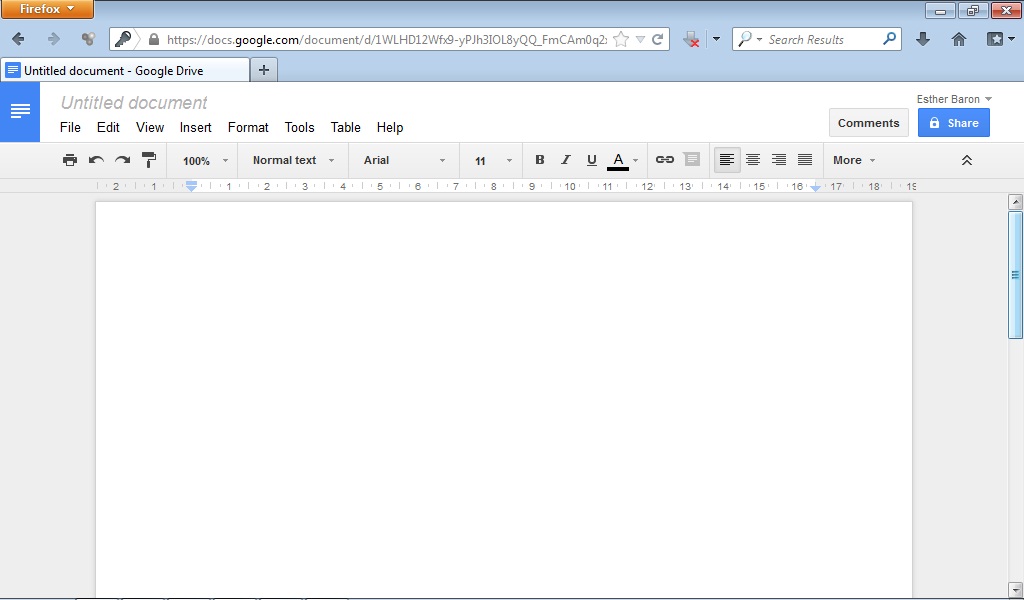 Firefox
https://docs.google.com/document/d/1WLHD12Wfx9-yPJh3IOL8yQQ_FmCAm0q2
Search Results
Untitled document - Google Drive
Untitled document
Esther Baron
File Edit View Insert Format Tools Table Help
Comments
Share
100% Normal text Arial 11 B I U A More
2 1 1 2 3 4 5 6 7 8 9 10 11 12 13 14 15 16 17 18 19